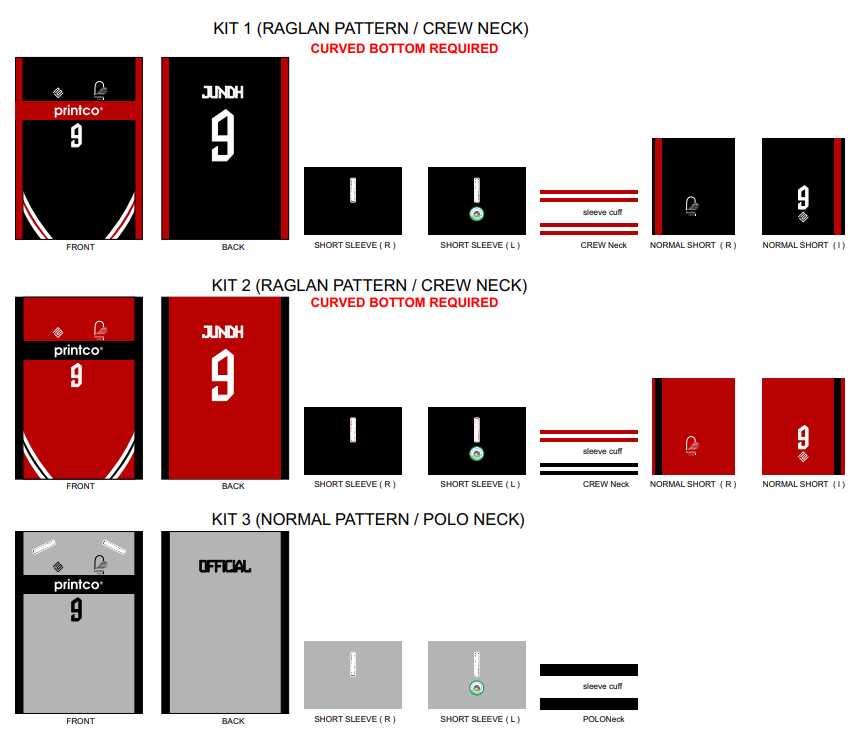 KIT 1 (RAGLAN PATTERN / CREW NECK)
CURVED BOTTOM REQUIRED
printco®
9
JUNDH
9
9
sleeve cuff
FRONT
BACK
SHORT SLEEVE ( R )
SHORT SLEEVE ( L )
CREW Neck
NORMAL SHORT ( R )
NORMAL SHORT ( l )
KIT 2 (RAGLAN PATTERN / CREW NECK)
CURVED BOTTOM REQUIRED
printco®
9
JUNDH
9
9
sleeve cuff
FRONT
BACK
SHORT SLEEVE ( R )
SHORT SLEEVE ( L )
CREW Neck
NORMAL SHORT ( R )
NORMAL SHORT ( l )
KIT 3 (NORMAL PATTERN / POLO NECK)
printco®
9
OFFICIAL
sleeve cuff
FRONT
BACK
SHORT SLEEVE ( R )
SHORT SLEEVE ( L )
POLONeck